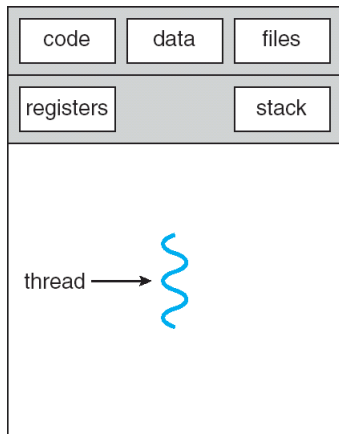 code data files
registers stack
thread